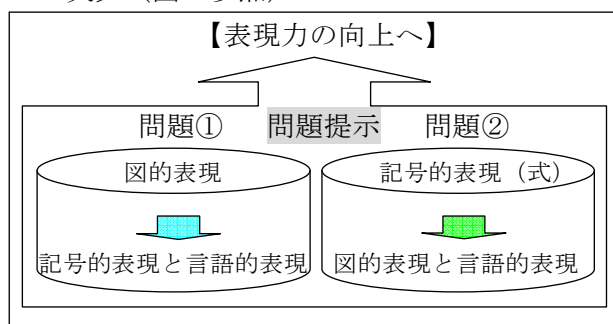 【表現力の向上へ】
問題① 問題提示 問題②
図的表現 記号的表現（式）
記号的表現と言語的表現 図的表現と言語的表現